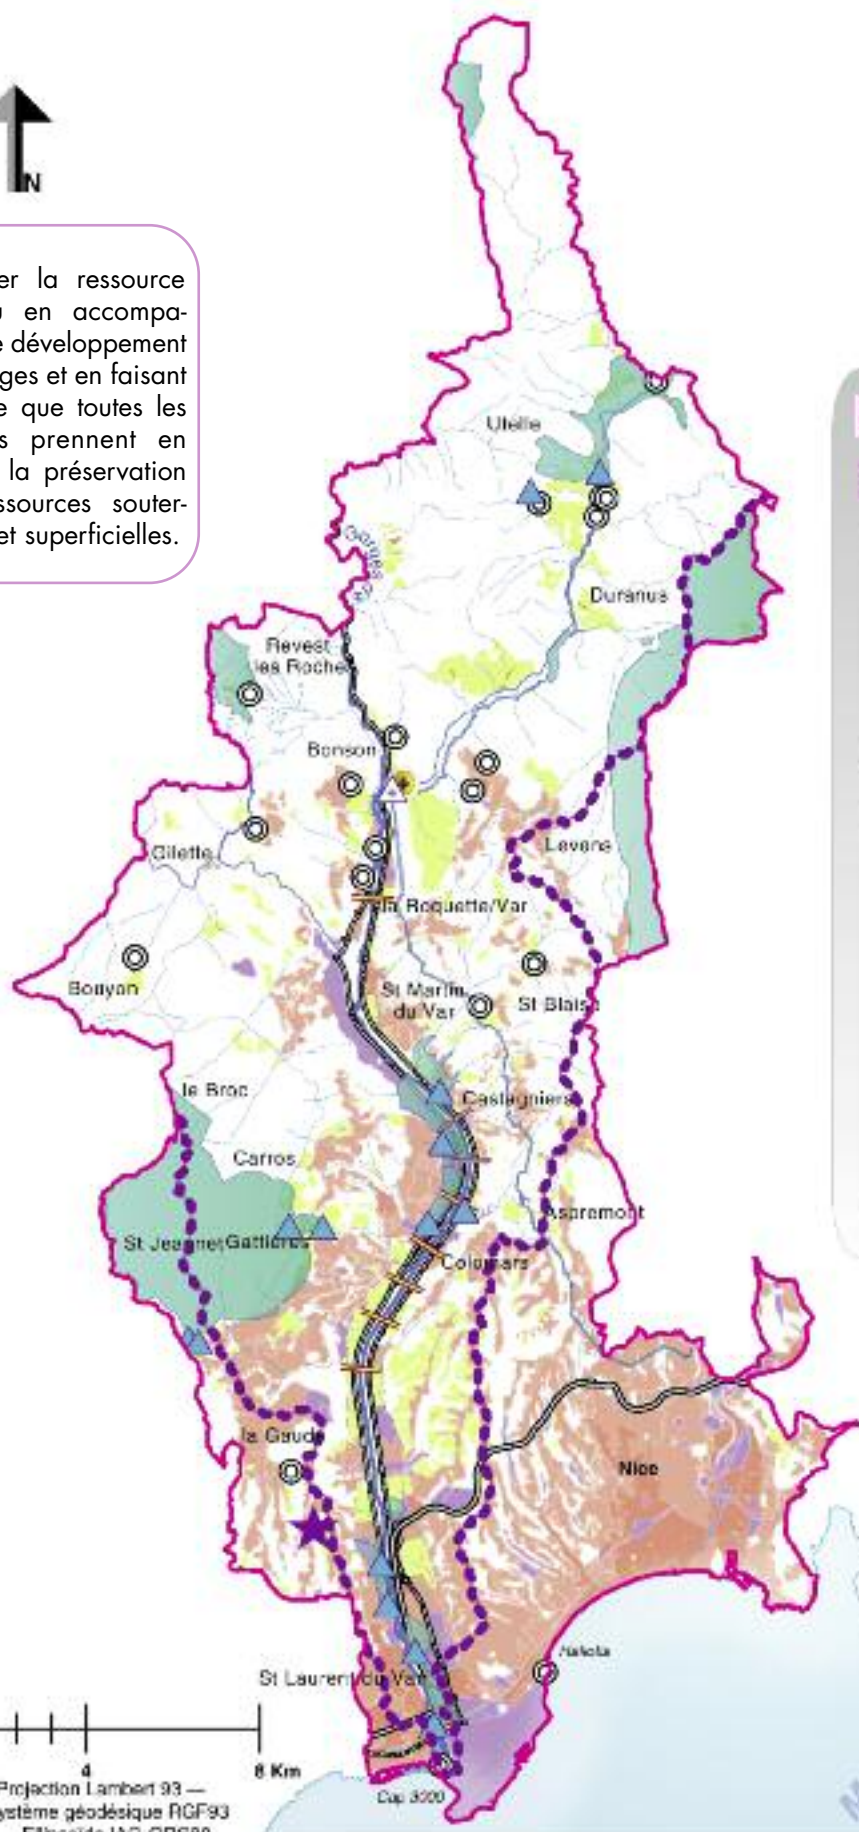 N
er la ressource
u en accompa-
e développement
ges et en faisant
e que toutes les
s prennent en
la préservation
ssources souter-
et superficielles.
Utelle
Gorges
Duranus
Revest
les Roches
Bonson
Gilette
Levens
la Roquette/Var
Bouyon
St Martin
du Var
St Blaise
le Broc
Castagniers
Carros
Aspremont
St Jeannet
Gattières
Colomars
la Gaude
Nice
St Laurent du Var
4
8 Km
Projection Lambert 93 —
ystème géodésique RGF93
Cap 3000